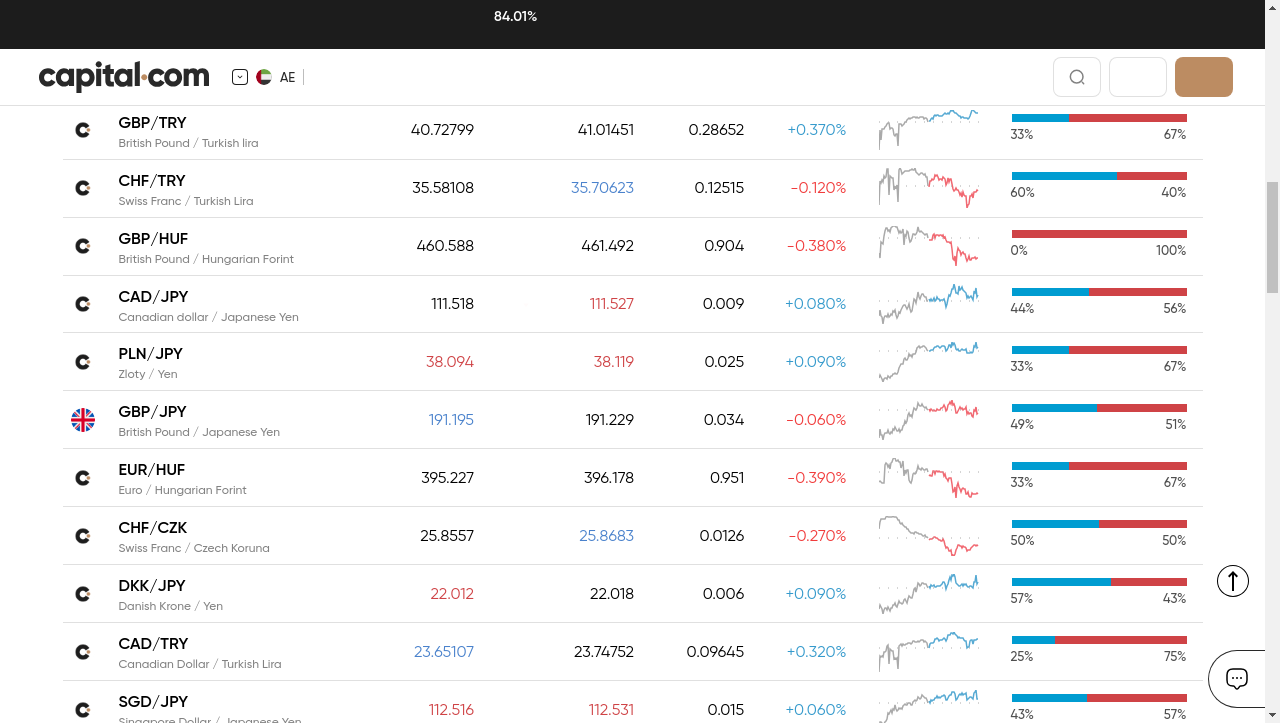 84.01%
capital.com
AE
GBP/TRY 40.72799 41.01451 0.28652 +0.370%
British Pound / Turkish lira 33% 67%
CHF/TRY 35.58108 35.70623 0.12515 -0.120%
Swiss Franc / Turkish Lira 60% 40%
GBP/HUF 460.588 461.492 0.904 -0.380%
British Pound / Hungarian Forint 0% 100%
CAD/JPY 111.518 111.527 0.009 +0.080%
Canadian dollar / Japanese Yen 44% 56%
PLN/JPY 38.094 38.119 0.025 +0.090%
Zloty / Yen 33% 67%
GBP/JPY 191.195 191.229 0.034 -0.060%
British Pound / Japanese Yen 49% 51%
EUR/HUF 395.227 396.178 0.951 -0.390%
Euro / Hungarian Forint 33% 67%
CHF/CZK 25.8557 25.8683 0.0126 -0.270%
Swiss Franc / Czech Koruna 50% 50%
DKK/JPY 22.012 22.018 0.006 +0.090%
Danish Krone / Yen 57% 43%
CAD/TRY 23.65107 23.74752 0.09645 +0.320%
Canadian Dollar / Turkish Lira 25% 75%
SGD/JPY 112.516 112.531 0.015 +0.060%
Singapore Dollar / Japanese Yen 43% 57%